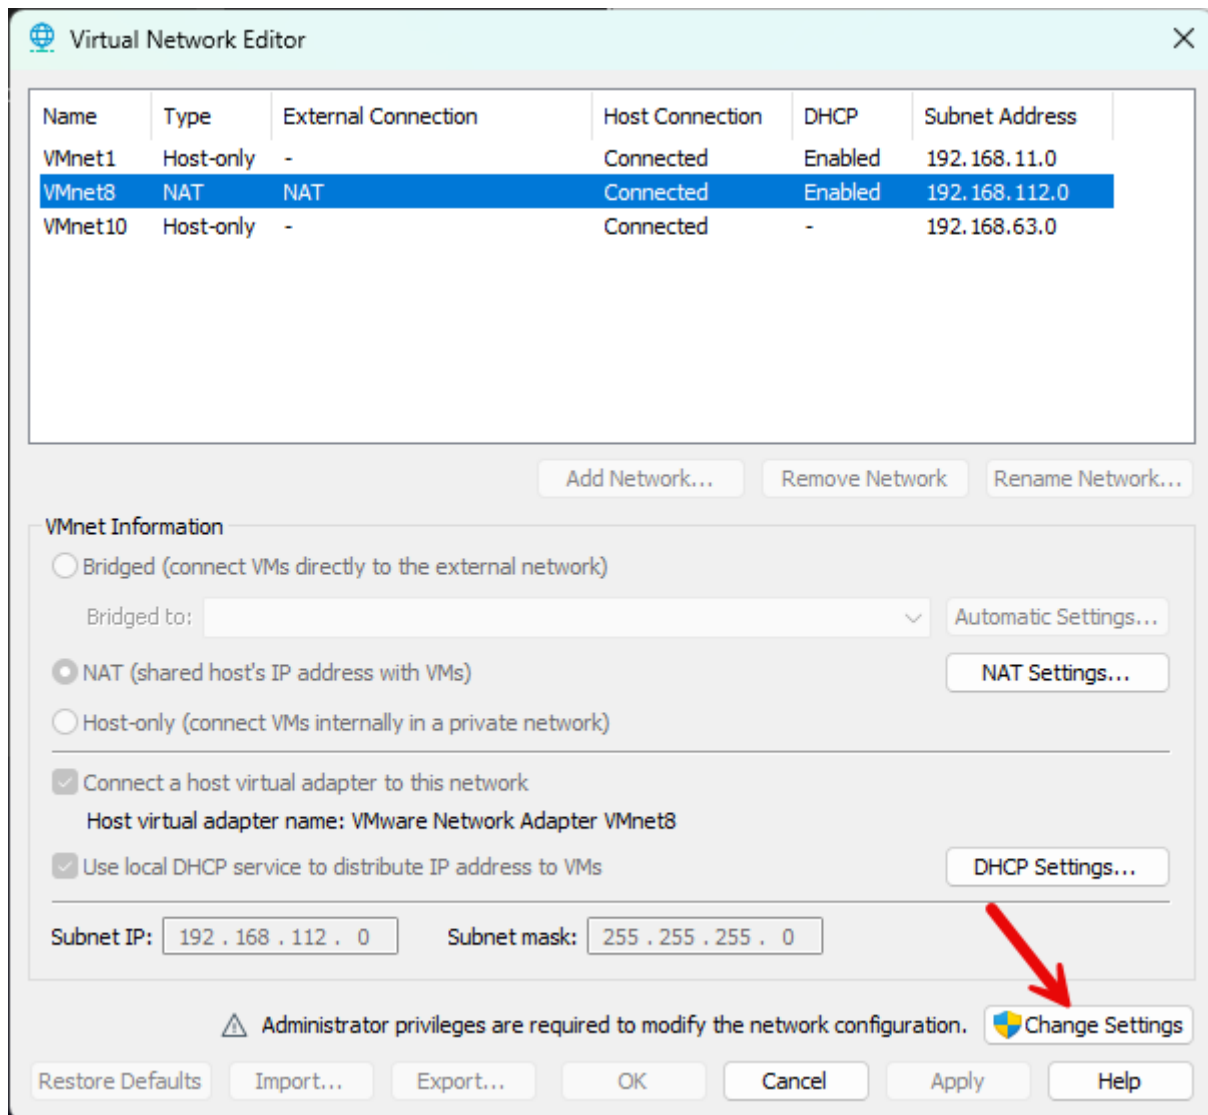 Virtual Network Editor
Name Type External Connection Host Connection DHCP Subnet Address
VMnet1 Host-only - Connected Enabled 192.168.11.0
VMnet8 NAT NAT Connected Enabled 192.168.112.0
VMnet10 Host-only - Connected - 192.168.63.0
Add Network... Remove Network Rename Network...
VMnet Information
Bridged (connect VMs directly to the external network)
Bridged to: Automatic Settings...
NAT (shared host's IP address with VMs) NAT Settings...
Host-only (connect VMs internally in a private network)
Connect a host virtual adapter to this network
Host virtual adapter name: VMware Network Adapter VMnet8
Use local DHCP service to distribute IP address to VMs DHCP Settings...
Subnet IP: 192 . 168 . 112 . 0 Subnet mask: 255 . 255 . 255 . 0
Administrator privileges are required to modify the network configuration. Change Settings
Restore Defaults Import... Export... OK Cancel Apply Help